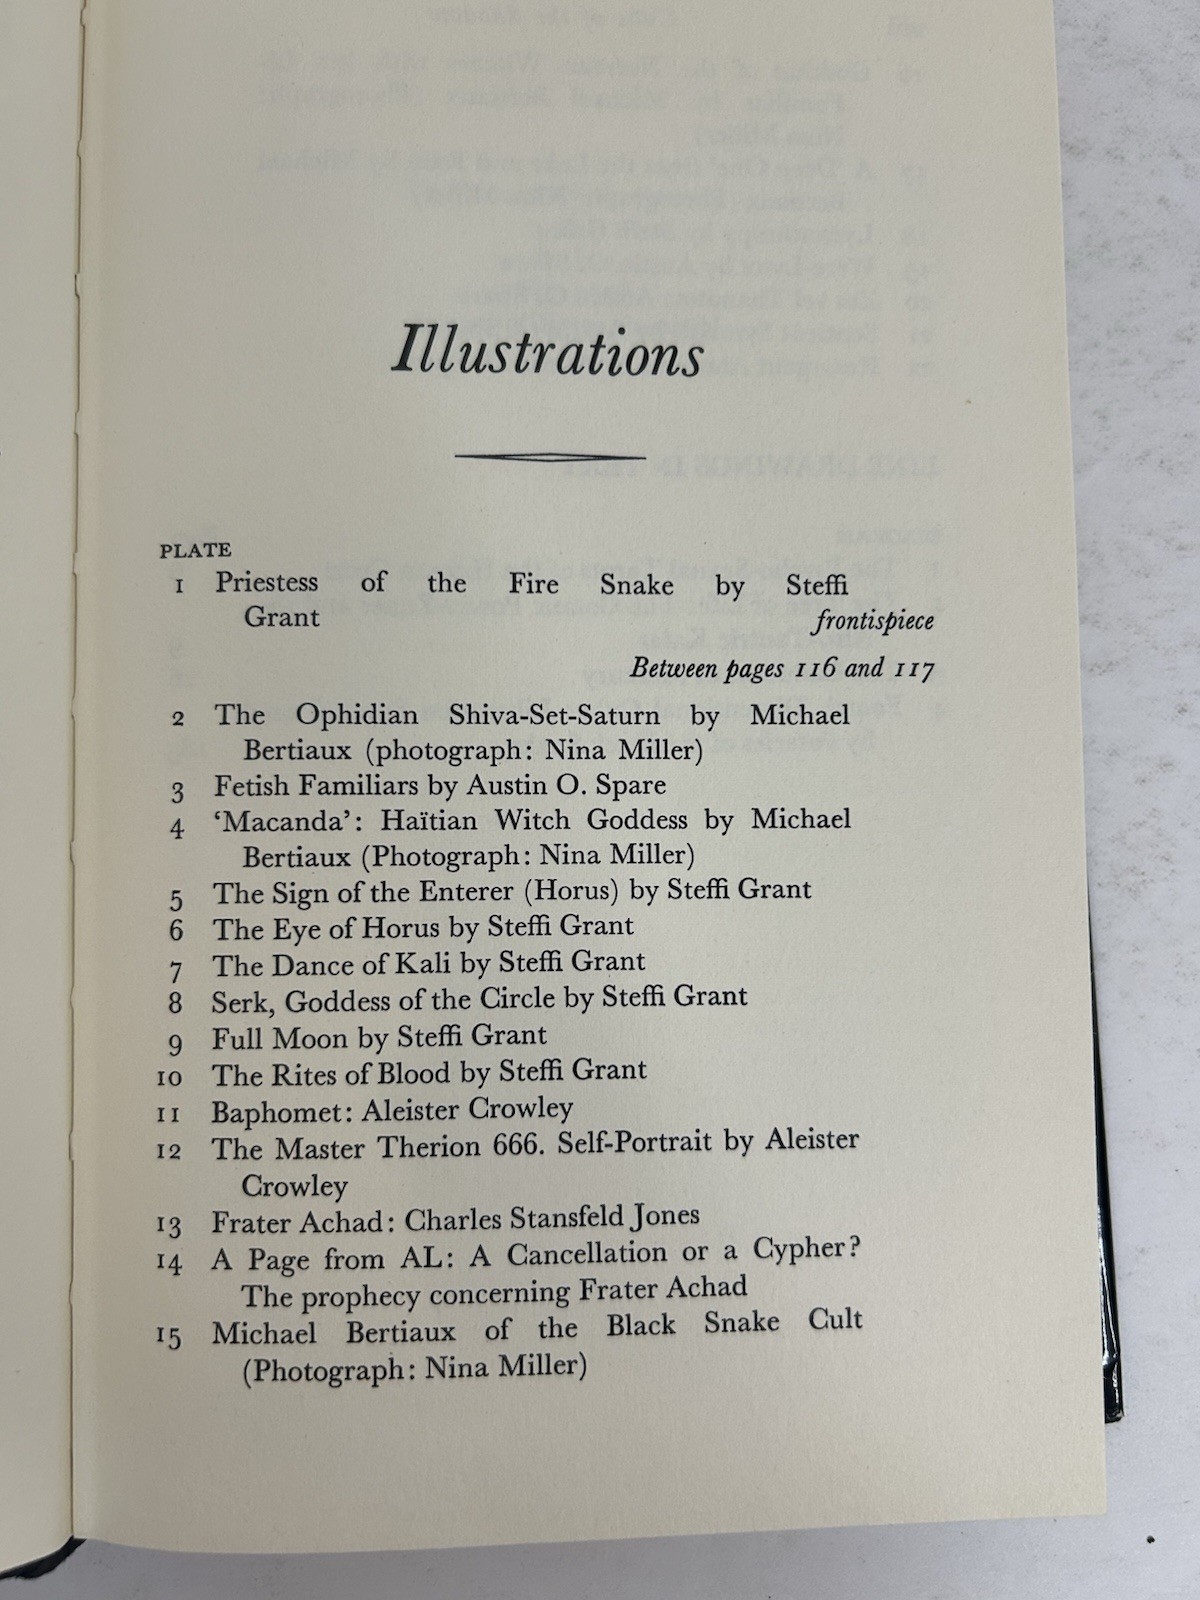 Illustrations
PLATE
1 Priestess of the Fire Snake by Steffi
Grant frontispiece
Between pages 116 and 117
2 The Ophidian Shiva-Set-Saturn by Michael
Bertiaux (photograph: Nina Miller)
3 Fetish Familiars by Austin O. Spare
4 ‘Macanda’: Haïtian Witch Goddess by Michael
Bertiaux (Photograph: Nina Miller)
5 The Sign of the Enterer (Horus) by Steffi Grant
6 The Eye of Horus by Steffi Grant
7 The Dance of Kali by Steffi Grant
8 Serk, Goddess of the Circle by Steffi Grant
9 Full Moon by Steffi Grant
10 The Rites of Blood by Steffi Grant
11 Baphomet: Aleister Crowley
12 The Master Therion 666. Self-Portrait by Aleister
Crowley
13 Frater Achad: Charles Stansfeld Jones
14 A Page from AL: A Cancellation or a Cypher?
The prophecy concerning Frater Achad
15 Michael Bertiaux of the Black Snake Cult
(Photograph: Nina Miller)